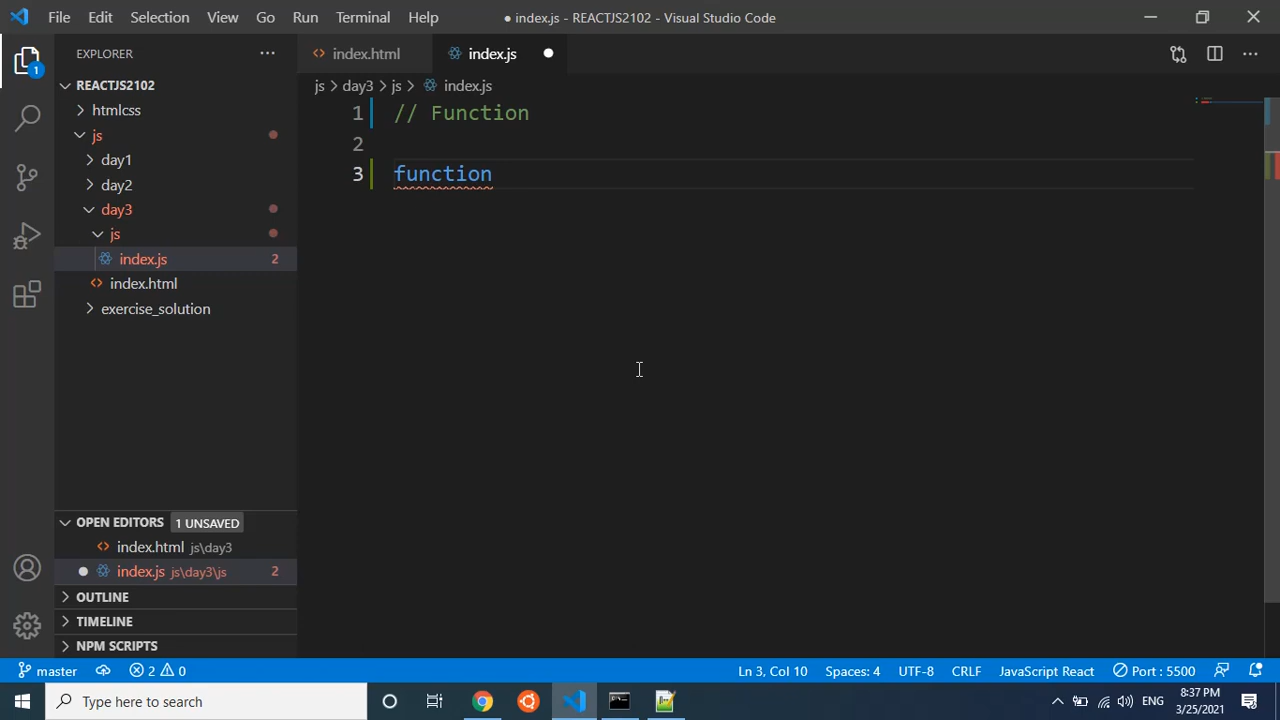 File Edit Selection View Go Run Terminal Help
● index.js - REACTJS2102 - Visual Studio Code
1
EXPLORER
REACTJS2102
htmlcss
js
day1
day2
day3
js
index.js 2
index.html
exercise_solution
OPEN EDITORS 1 UNSAVED
index.html js\day3
index.js js\day3\js 2
OUTLINE
TIMELINE
NPM SCRIPTS
index.html
index.js
js > day3 > js > index.js
1 // Function
2
3 function
master
2 0
Ln 3, Col 10 Spaces: 4 UTF-8 CRLF JavaScript React Port : 5500
Type here to search
ENG
8:37 PM
3/25/2021